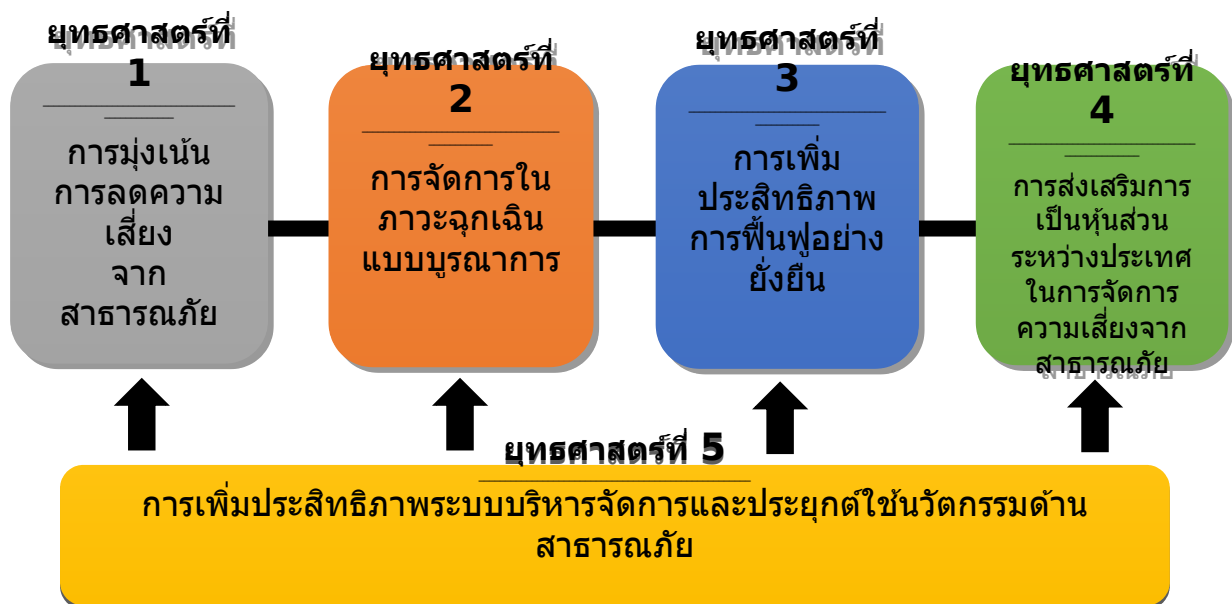 ยุทธศาสตร์ที่
1
การมุ่งเน้น
การลดความ
เสี่ยง
จาก
สาธารณภัย
ยุทธศาสตร์ที่
2
การจัดการใน
ภาวะฉุกเฉิน
แบบบูรณาการ
ยุทธศาสตร์ที่
3
การเพิ่ม
ประสิทธิภาพ
การฟื้นฟูอย่าง
ยั่งยืน
ยุทธศาสตร์ที่
4
การส่งเสริมการ
เป็นหุ้นส่วน
ระหว่างประเทศ
ในการจัดการ
ความเสี่ยงจาก
สาธารณภัย
ยุทธศาสตร์ที่ 5
การเพิ่มประสิทธิภาพระบบบริหารจัดการและประยุกต์ใช้นวัตกรรมด้าน
สาธารณภัย